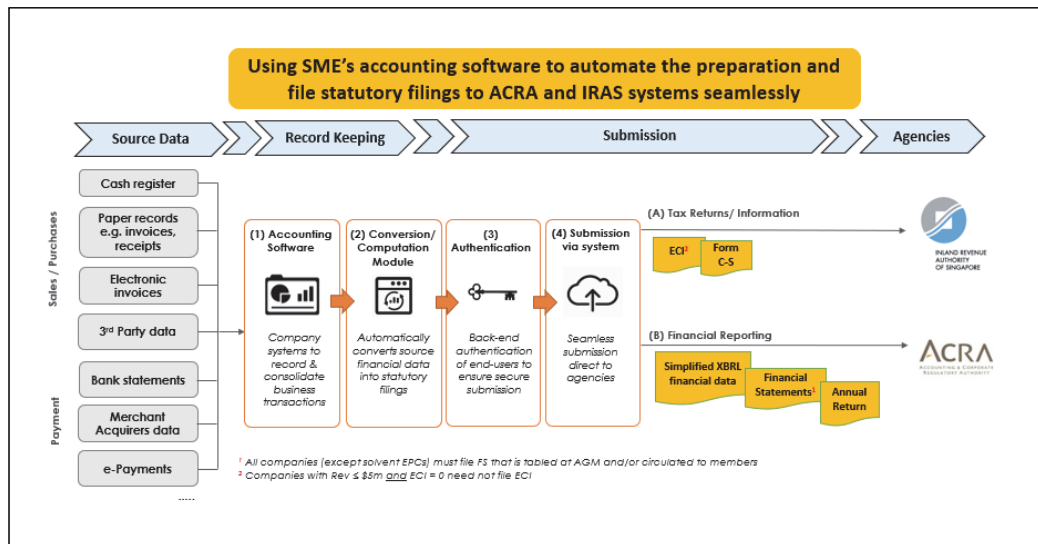 Using SME's accounting software to automate the preparation and
file statutory filings to ACRA and IRAS systems seamlessly
Source Data
Record Keeping
Submission
Agencies
Sales / Purchases
Payment
Cash register
Paper records
e.g. invoices,
receipts
Electronic
invoices
3rd Party data
Bank statements
Merchant
Acquirers data
e-Payments
.....
(1) Accounting
Software
Company
systems to
record &
consolidate
business
transactions
(2) Conversion/
Computation
Module
Automatically
converts source
financial data
into statutory
filings
(3)
Authentication
Back-end
authentication
of end-users to
ensure secure
submission
(4) Submission
via system
Seamless
submission
direct to
agencies
(A) Tax Returns/ Information
ECI2
Form
C-S
INLAND REVENUE
AUTHORITY
OF SINGAPORE
(B) Financial Reporting
Simplified XBRL
financial data
Financial
Statements1
Annual
Return
ACRA
ACCOUNTING & CORPORATE
REGULATORY AUTHORITY
1 All companies (except solvent EPCs) must file FS that is tabled at AGM and/or circulated to members
2 Companies with Rev ≤ $5m and ECI = 0 need not file ECI